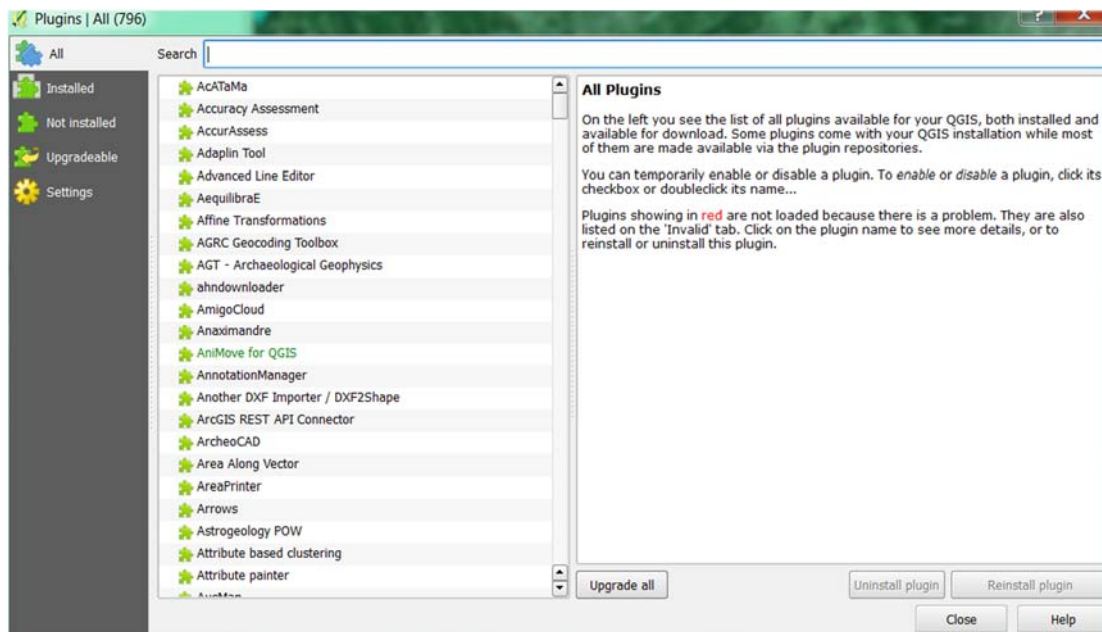 Plugins | All (796)
All
Installed
Not installed
Upgradeable
Settings
Search
AcATaMa
Accuracy Assessment
AccurAssess
Adaplin Tool
Advanced Line Editor
AequilibraE
Affine Transformations
AGRC Geocoding Toolbox
AGT - Archaeological Geophysics
ahndownloader
AmigoCloud
Anaximandre
AniMove for QGIS
AnnotationManager
Another DXF Importer / DXF2Shape
ArcGIS REST API Connector
ArcheoCAD
Area Along Vector
AreaPrinter
Arrows
Astrogeology POW
Attribute based clustering
Attribute painter
All Plugins
On the left you see the list of all plugins available for your QGIS, both installed and
available for download. Some plugins come with your QGIS installation while most
of them are made available via the plugin repositories.
You can temporarily enable or disable a plugin. To enable or disable a plugin, click its
checkbox or doubleclick its name...
Plugins showing in red are not loaded because there is a problem. They are also
listed on the 'Invalid' tab. Click on the plugin name to see more details, or to
reinstall or uninstall this plugin.
Upgrade all
Uninstall plugin
Reinstall plugin
Close
Help